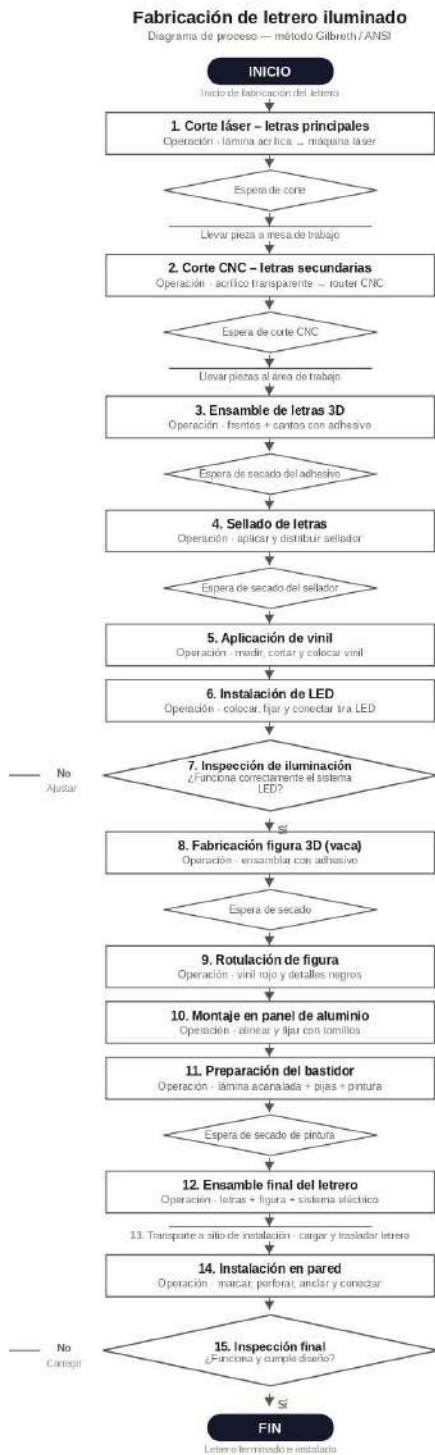 Fabricación de letrero iluminado
Diagrama de proceso — método Gilbreth / ANSI
INICIO
Inicio de fabricación del letrero
1. Corte láser – letras principales
Operación · lámina acrílica → máquina láser
Espera de corte
Llevar pieza a mesa de trabajo
2. Corte CNC – letras secundarias
Operación · acrílico transparente → router CNC
Espera de corte CNC
Llevar piezas al área de trabajo
3. Ensamble de letras 3D
Operación · frentes + cantos con adhesivo
Espera de secado del adhesivo
4. Sellado de letras
Operación · aplicar y distribuir sellador
Espera de secado del sellador
5. Aplicación de vinil
Operación · medir, cortar y colocar vinil
6. Instalación de LED
Operación · colocar, fijar y conectar tira LED
7. Inspección de iluminación
¿Funciona correctamente el sistema
LED?
No
Ajustar
Sí
8. Fabricación figura 3D (vaca)
Operación · ensamblar con adhesivo
Espera de secado
9. Rotulación de figura
Operación · vinil rojo y detalles negros
10. Montaje en panel de aluminio
Operación · alinear y fijar con tornillos
11. Preparación del bastidor
Operación · lámina acanalada + pijas + pintura
Espera de secado de pintura
12. Ensamble final del letrero
Operación · letras + figura + sistema eléctrico
13. Transporte a sitio de instalación · cargar y trasladar letrero
14. Instalación en pared
Operación · marcar, perforar, anclar y conectar
15. Inspección final
¿Funciona y cumple diseño?
No
Corregir
Sí
FIN
Letrero terminado e instalado